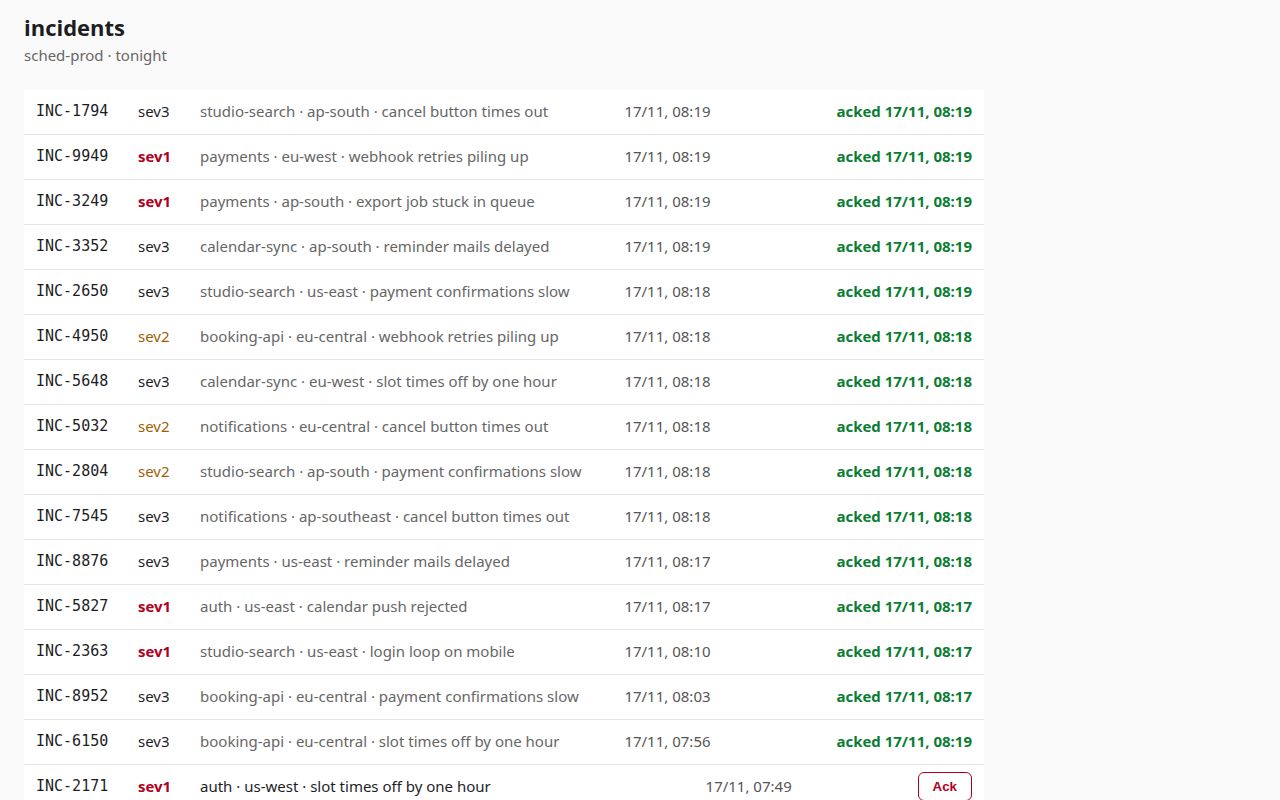 incidents
sched-prod · tonight
INC-1794 sev3 studio-search · ap-south · cancel button times out 17/11, 08:19 acked 17/11, 08:19
INC-9949 sev1 payments · eu-west · webhook retries piling up 17/11, 08:19 acked 17/11, 08:19
INC-3249 sev1 payments · ap-south · export job stuck in queue 17/11, 08:19 acked 17/11, 08:19
INC-3352 sev3 calendar-sync · ap-south · reminder mails delayed 17/11, 08:19 acked 17/11, 08:19
INC-2650 sev3 studio-search · us-east · payment confirmations slow 17/11, 08:18 acked 17/11, 08:19
INC-4950 sev2 booking-api · eu-central · webhook retries piling up 17/11, 08:18 acked 17/11, 08:18
INC-5648 sev3 calendar-sync · eu-west · slot times off by one hour 17/11, 08:18 acked 17/11, 08:18
INC-5032 sev2 notifications · eu-central · cancel button times out 17/11, 08:18 acked 17/11, 08:18
INC-2804 sev2 studio-search · ap-south · payment confirmations slow 17/11, 08:18 acked 17/11, 08:18
INC-7545 sev3 notifications · ap-southeast · cancel button times out 17/11, 08:18 acked 17/11, 08:18
INC-8876 sev3 payments · us-east · reminder mails delayed 17/11, 08:17 acked 17/11, 08:18
INC-5827 sev1 auth · us-east · calendar push rejected 17/11, 08:17 acked 17/11, 08:17
INC-2363 sev1 studio-search · us-east · login loop on mobile 17/11, 08:10 acked 17/11, 08:17
INC-8952 sev3 booking-api · eu-central · payment confirmations slow 17/11, 08:03 acked 17/11, 08:17
INC-6150 sev3 booking-api · eu-central · slot times off by one hour 17/11, 07:56 acked 17/11, 08:19
INC-2171 sev1 auth · us-west · slot times off by one hour 17/11, 07:49 Ack